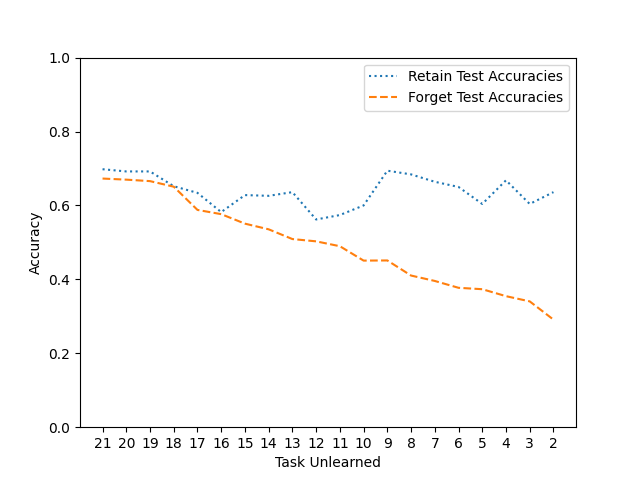 Retain Test Accuracies
Forget Test Accuracies
1.0
0.8
0.6
0.4
0.2
0.0
Accuracy
21 20 19 18 17 16 15 14 13 12 11 10 9 8 7 6 5 4 3 2
Task Unlearned